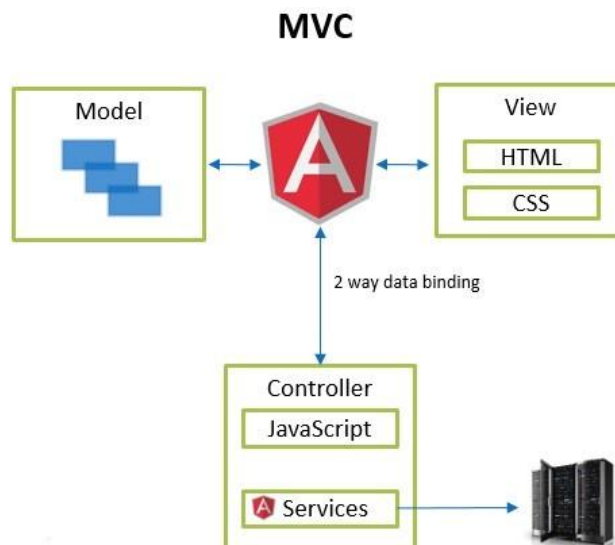 MVC
Model
View
HTML
CSS
2 way data binding
Controller
JavaScript
Services